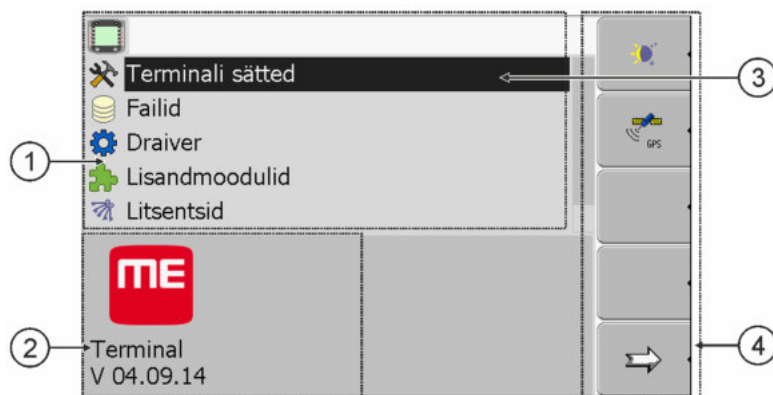 Terminali sätted
Failid
Draiver
Lisandmoodulid
Litsentsid
GPS
ME
Terminal
V 04.09.14
1
2
3
4